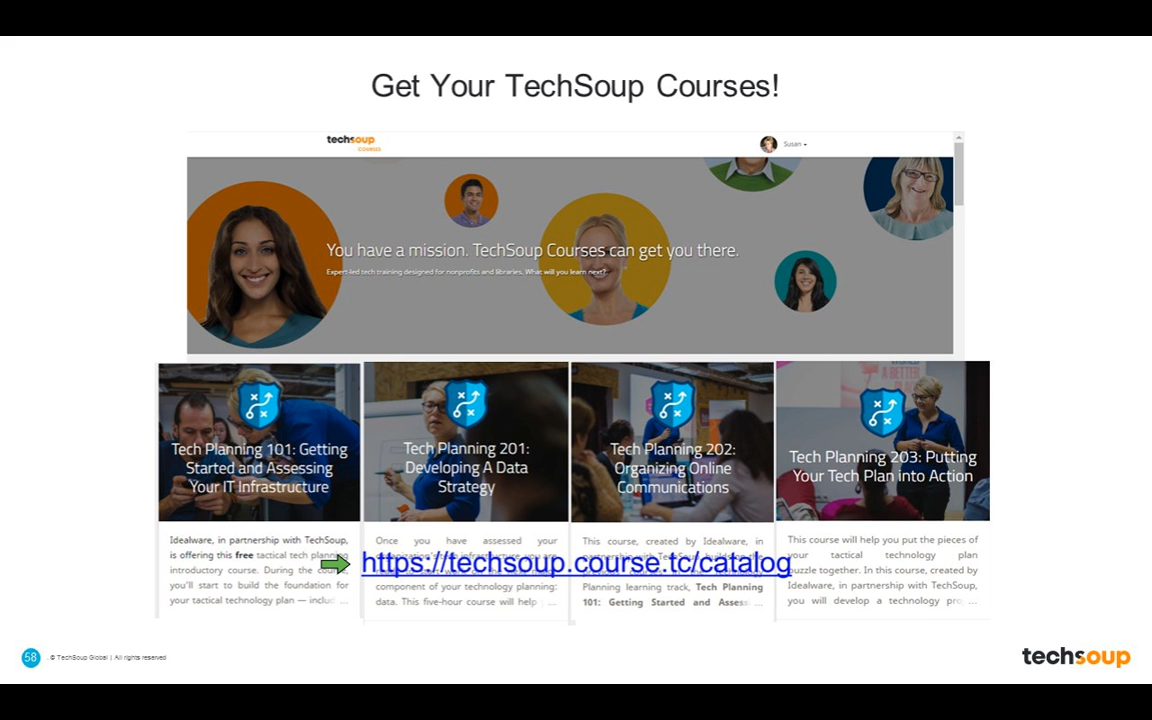 Get Your TechSoup Courses!
techsoup
COURSES
Susan
You have a mission. TechSoup Courses can get you there.
Expert-led tech training designed for nonprofits and libraries. What will you learn next?
Tech Planning 101: Getting
Started and Assessing
Your IT Infrastructure
Idealware, in partnership with TechSoup,
is offering this free tactical tech planning
introductory course. During the course,
you'll start to build the foundation for
your tactical technology plan — includ ...
Tech Planning 201:
Developing A Data
Strategy
Once you have assessed your
component of your technology planning:
data. This five-hour course will help ...
Tech Planning 202:
Organizing Online
Communications
This course, created by Idealware, in
Planning learning track, Tech Planning
101: Getting Started and Assess ...
Tech Planning 203: Putting
Your Tech Plan into Action
This course will help you put the pieces of
your tactical technology plan
puzzle together. In this course, created by
Idealware, in partnership with TechSoup,
you will develop a technology pro ...
https://techsoup.course.tc/catalog
58
© TechSoup Global | All rights reserved
techsoup